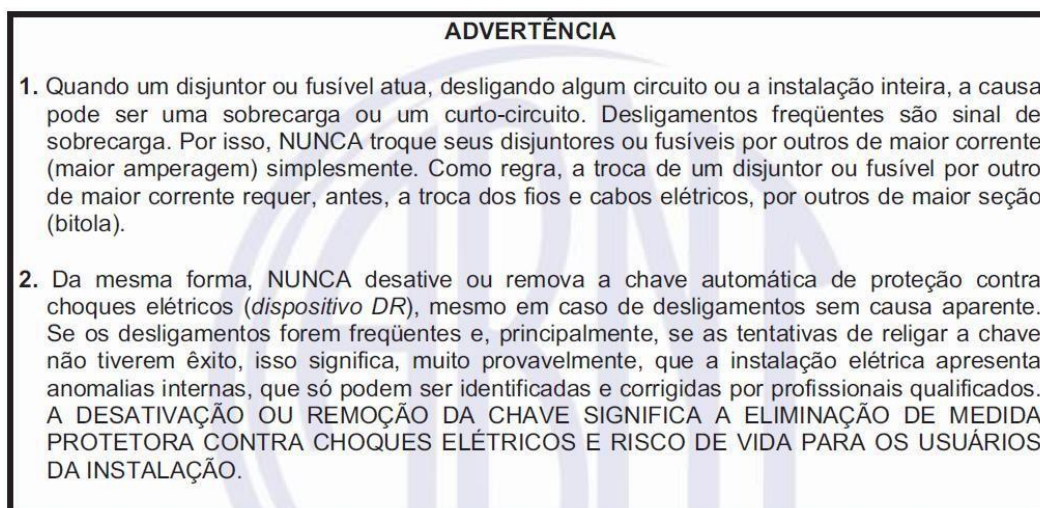 ADVERTÊNCIA
1. Quando um disjuntor ou fusível atua, desligando algum circuito ou a instalação inteira, a causa
pode ser uma sobrecarga ou um curto-circuito. Desligamentos freqüentes são sinal de
sobrecarga. Por isso, NUNCA troque seus disjuntores ou fusíveis por outros de maior corrente
(maior amperagem) simplesmente. Como regra, a troca de um disjuntor ou fusível por outro
de maior corrente requer, antes, a troca dos fios e cabos elétricos, por outros de maior seção
(bitola).
2. Da mesma forma, NUNCA desative ou remova a chave automática de proteção contra
choques elétricos (dispositivo DR), mesmo em caso de desligamentos sem causa aparente.
Se os desligamentos forem freqüentes e, principalmente, se as tentativas de religar a chave
não tiverem êxito, isso significa, muito provavelmente, que a instalação elétrica apresenta
anomalias internas, que só podem ser identificadas e corrigidas por profissionais qualificados.
A DESATIVAÇÃO OU REMOÇÃO DA CHAVE SIGNIFICA A ELIMINAÇÃO DE MEDIDA
PROTETORA CONTRA CHOQUES ELÉTRICOS E RISCO DE VIDA PARA OS USUÁRIOS
DA INSTALAÇÃO.